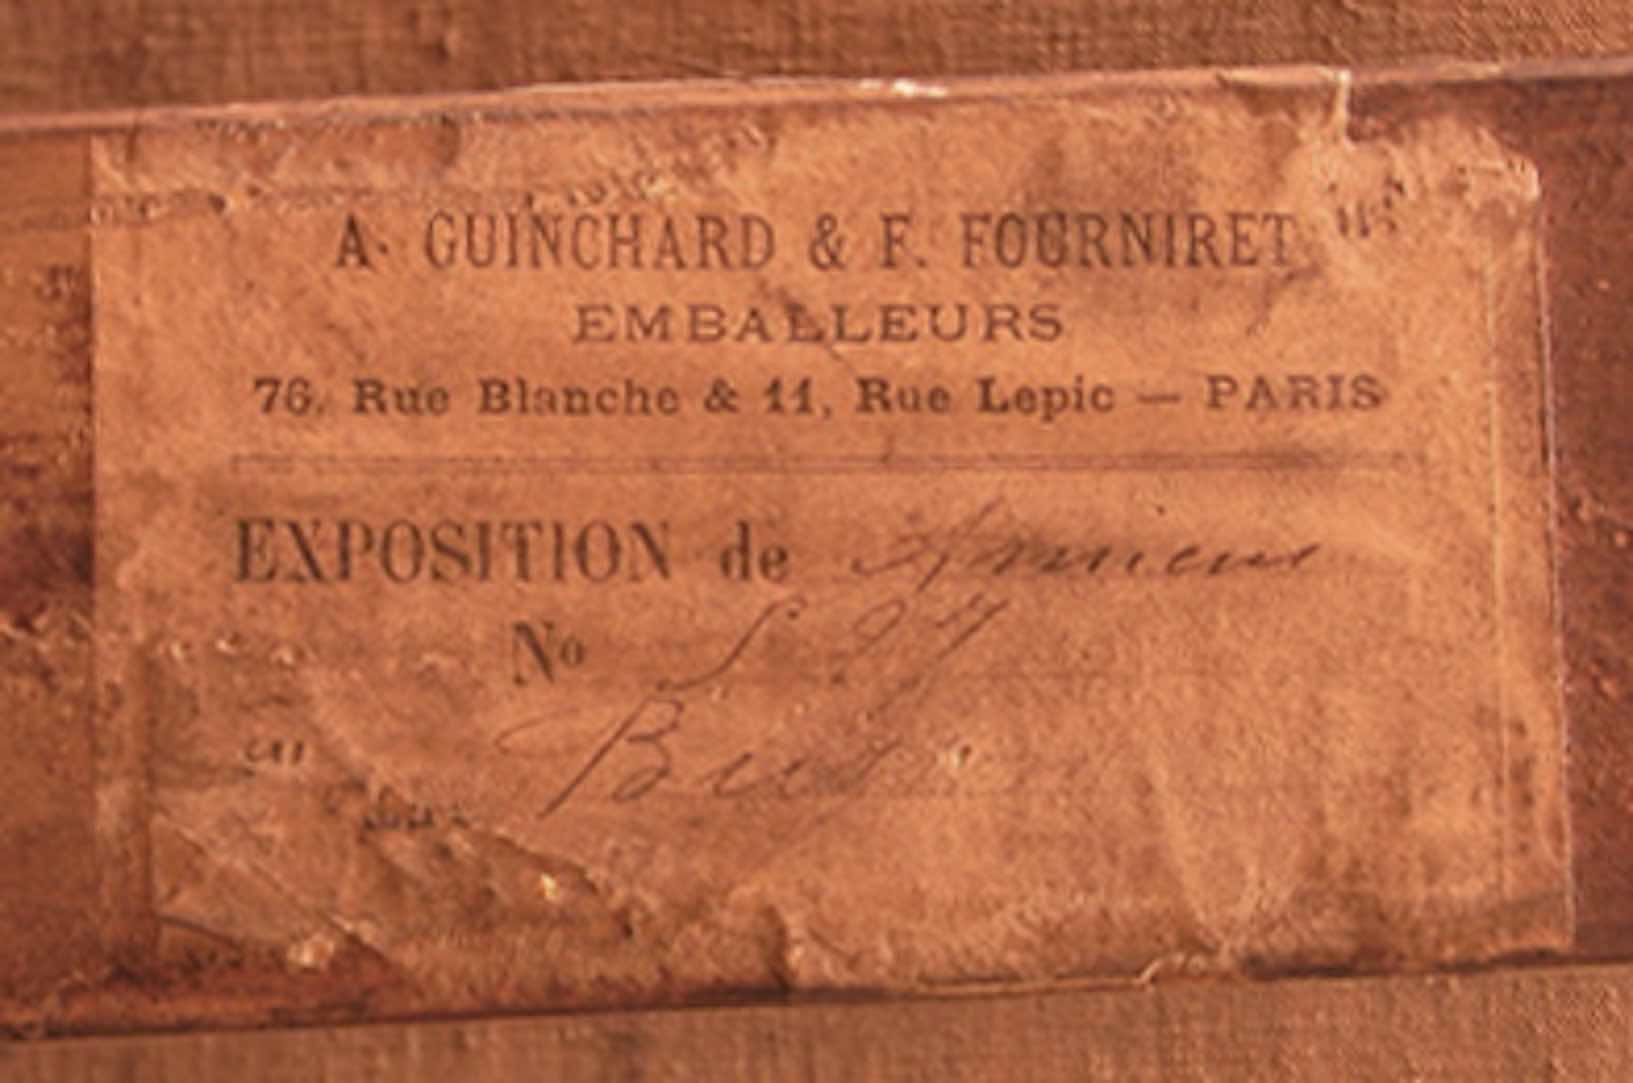 A. GUINCHARD & F. FOURNIRET
EMBALLEURS
76, Rue Blanche & 11, Rue Lepic — PARIS
EXPOSITION de
No